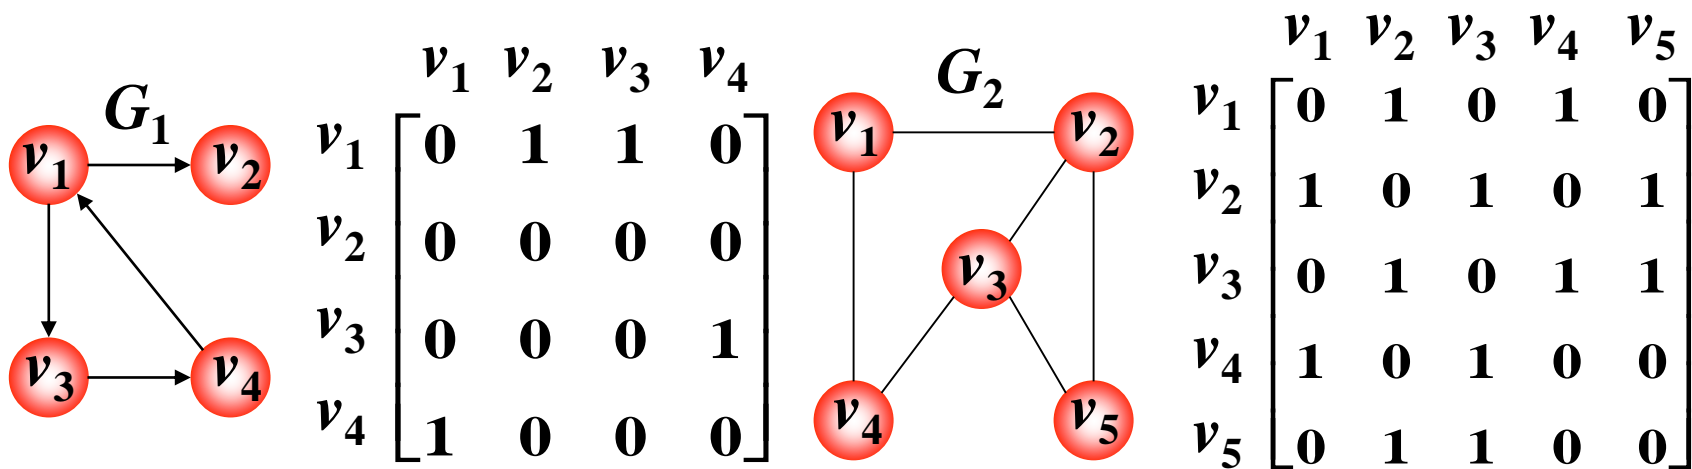 G1
v1 v2
v3 v4
v1 v2 v3 v4
v1 0 1 1 0
v2 0 0 0 0
v3 0 0 0 1
v4 1 0 0 0
G2
v1 v2
v3
v4 v5
v1 v2 v3 v4 v5
v1 0 1 0 1 0
v2 1 0 1 0 1
v3 0 1 0 1 1
v4 1 0 1 0 0
v5 0 1 1 0 0